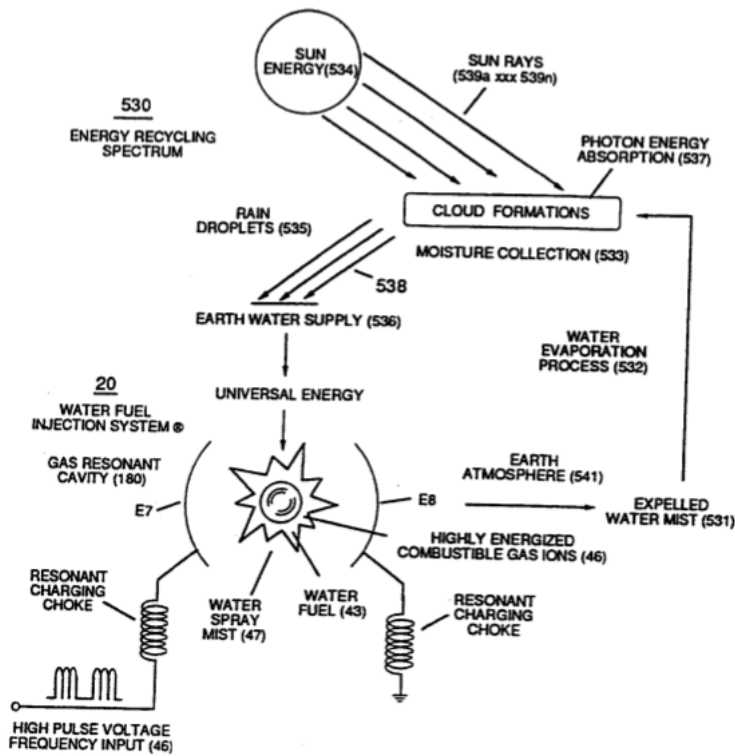 SUN
ENERGY(534)
SUN RAYS
(539a xxx 539n)
530
ENERGY RECYCLING
SPECTRUM
PHOTON ENERGY
ABSORPTION (537)
CLOUD FORMATIONS
RAIN
DROPLETS (535)
MOISTURE COLLECTION (533)
538
EARTH WATER SUPPLY (536)
WATER
EVAPORATION
PROCESS (532)
20
WATER FUEL
INJECTION SYSTEM ®
UNIVERSAL ENERGY
GAS RESONANT
CAVITY (180)
E7
E8
EARTH
ATMOSPHERE (541)
EXPELLED
WATER MIST (531)
HIGHLY ENERGIZED
COMBUSTIBLE GAS IONS (46)
RESONANT
CHARGING
CHOKE
WATER
SPRAY
MIST (47)
WATER
FUEL (43)
RESONANT
CHARGING
CHOKE
HIGH PULSE VOLTAGE
FREQUENCY INPUT (46)